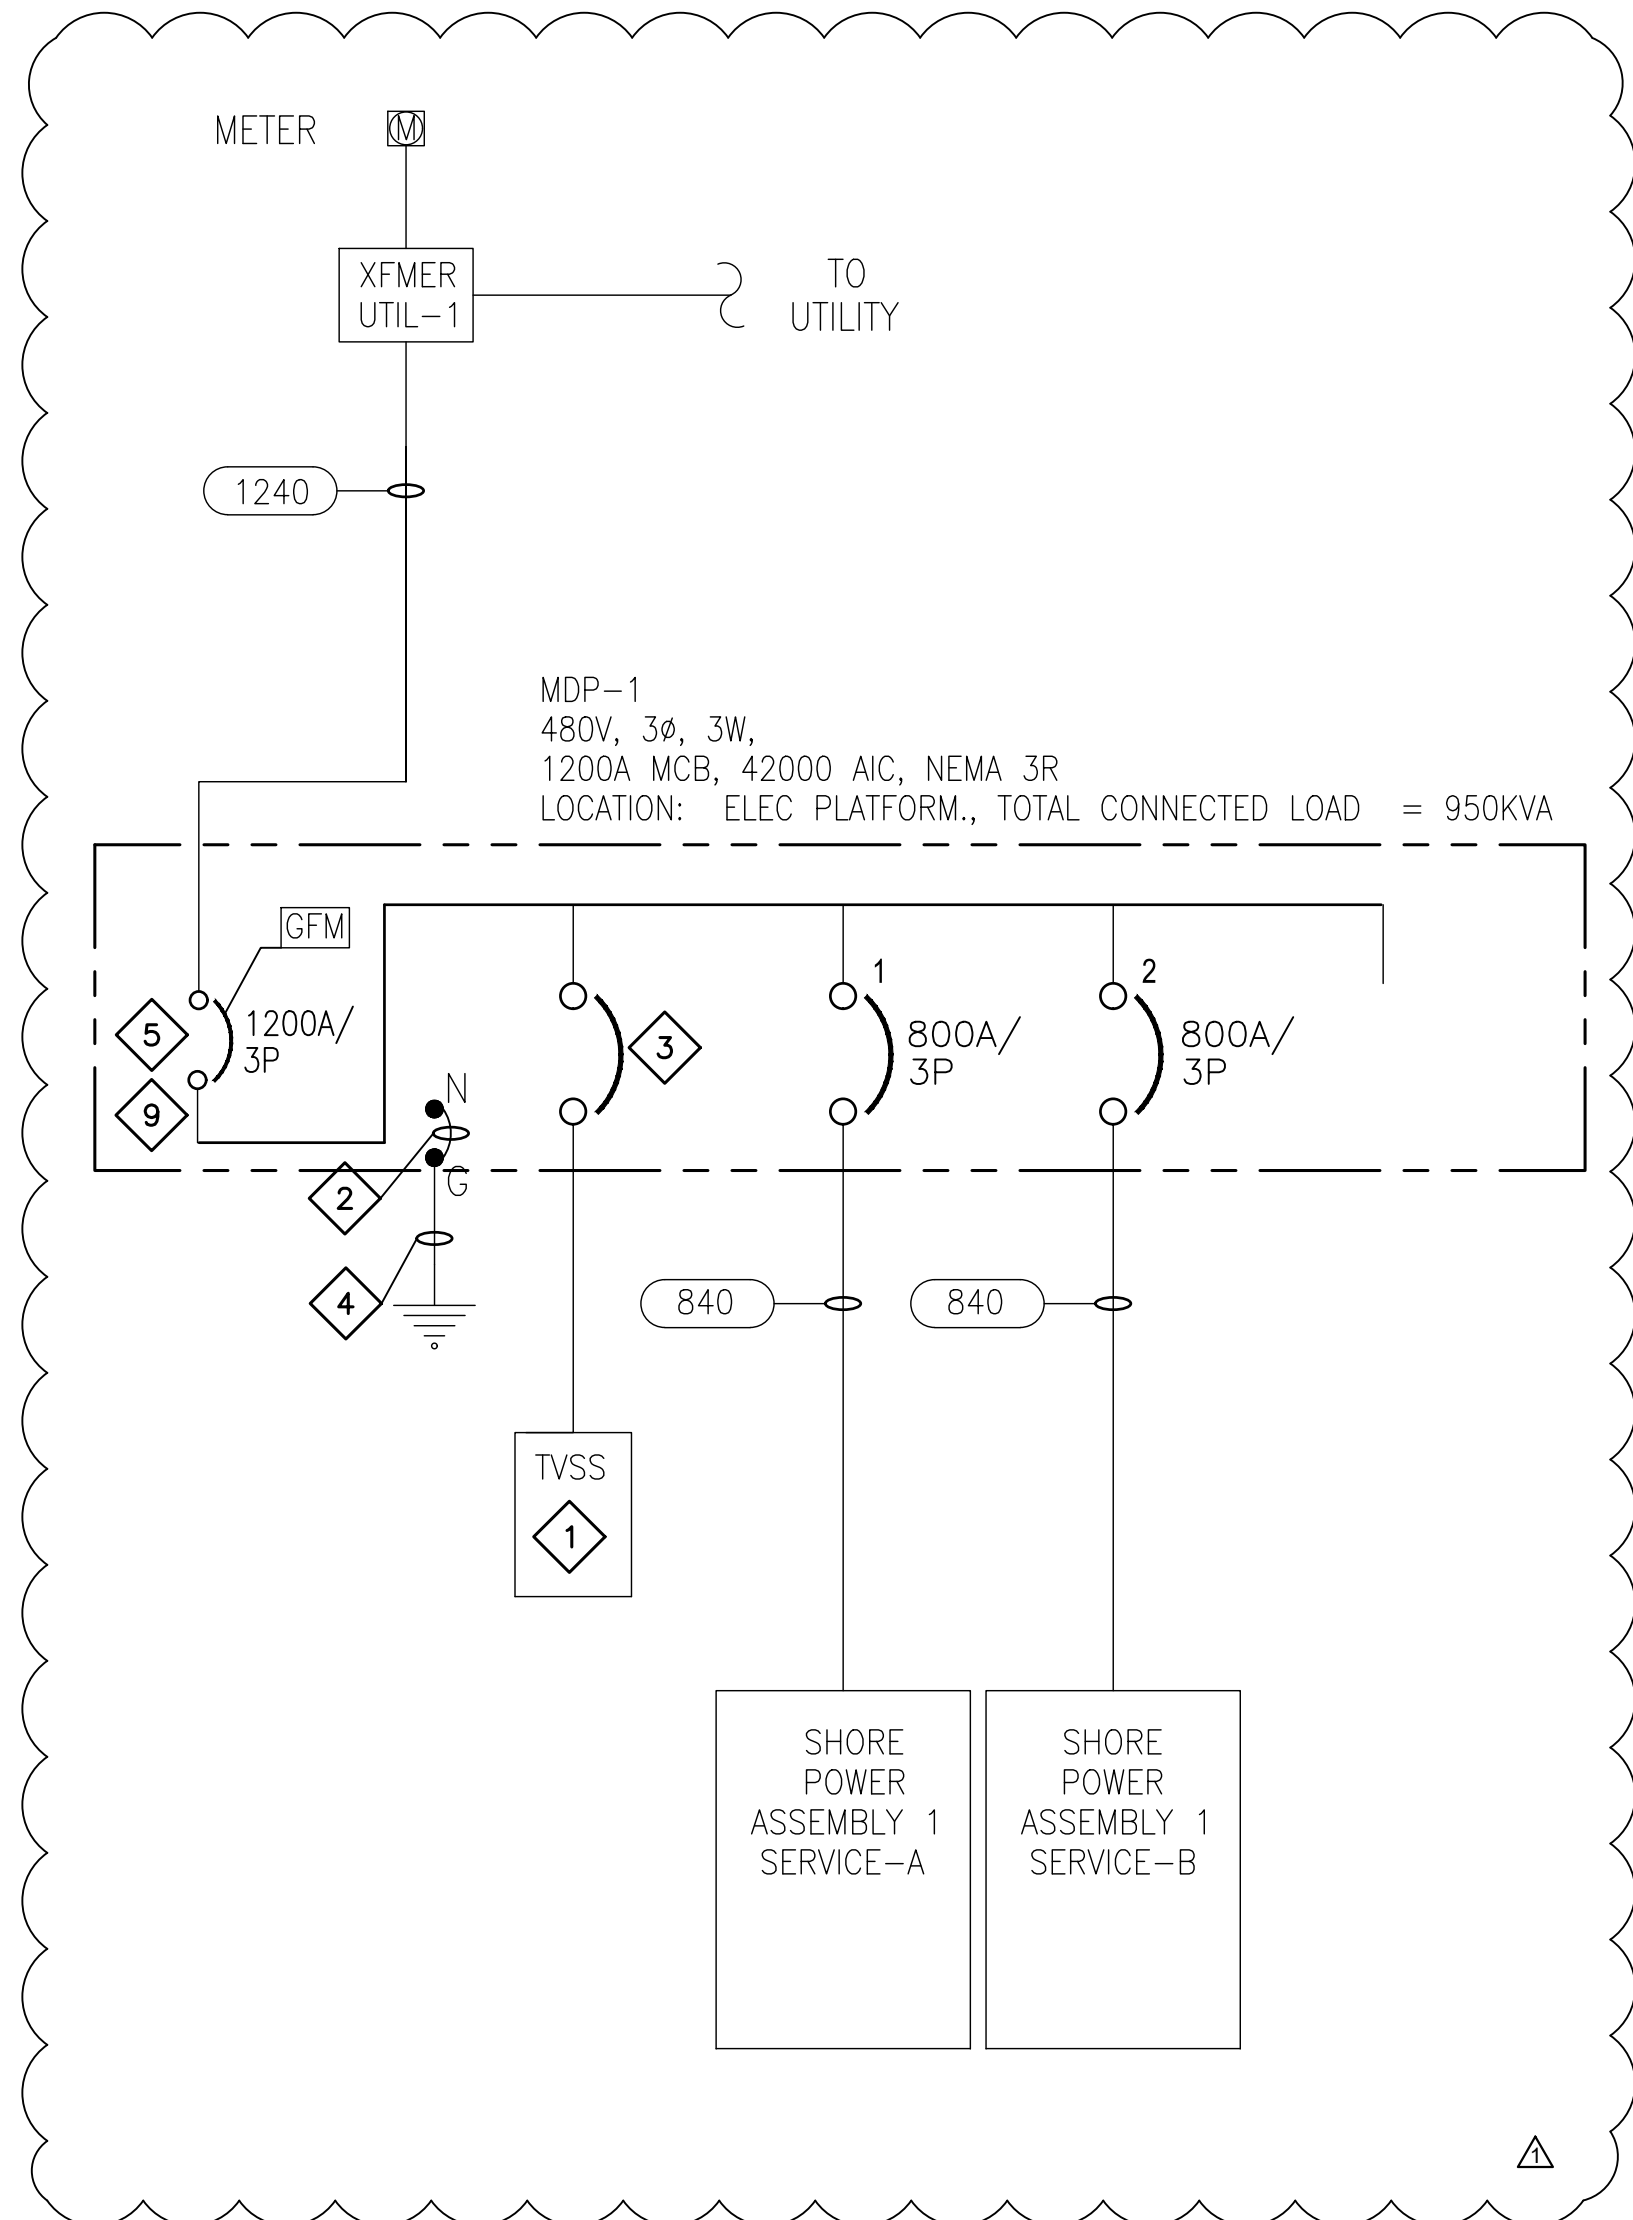 METER
M
XFMER
UTIL-1
TO
UTILITY
1240
MDP-1
480V, 3ø, 3W,
1200A MCB, 42000 AIC, NEMA 3R
LOCATION: ELEC PLATFORM., TOTAL CONNECTED LOAD = 950KVA
GFM
5
1200A/
3P
9
N
G
2
4
3
1
800A/
3P
2
800A/
3P
840
840
TVSS
1
SHORE
POWER
ASSEMBLY 1
SERVICE-A
SHORE
POWER
ASSEMBLY 1
SERVICE-B
1